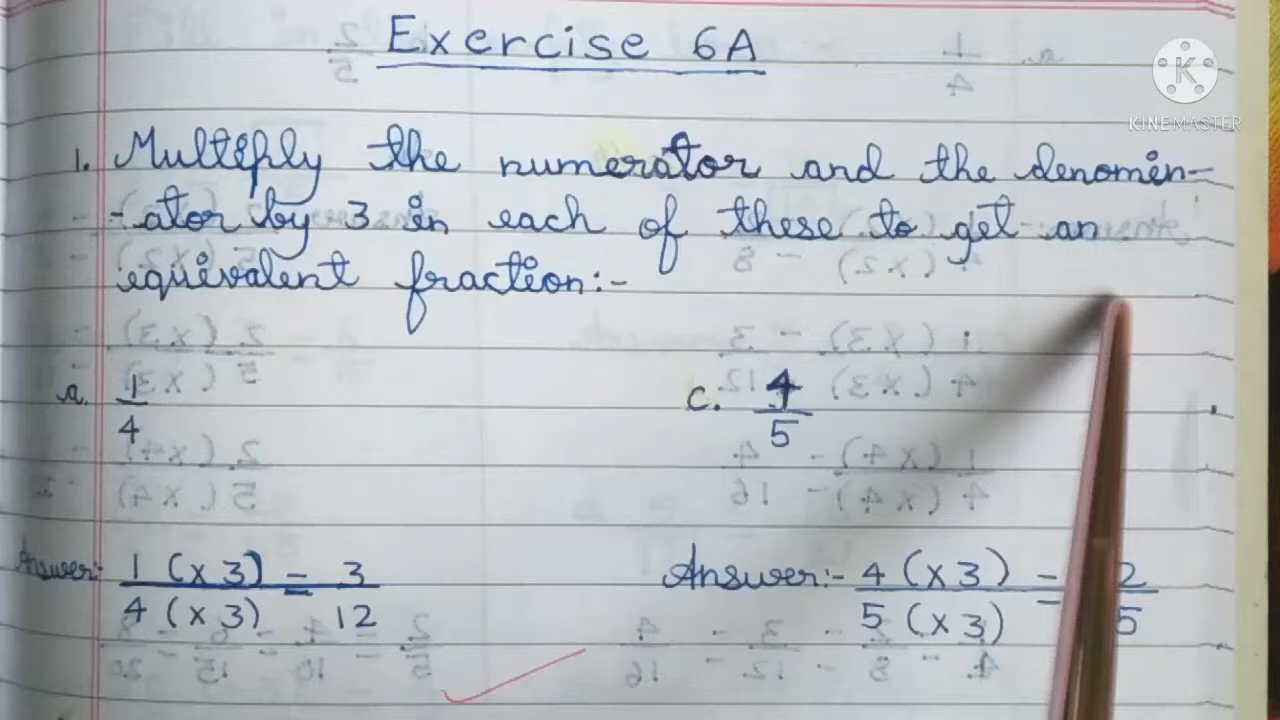 Exercise 6A
KINEMASTER
1. Multiply the numerator and the denomin-
-ator by 3 in each of these to get an
equivalent fraction:-
a. 1/4
c. 4/5
Answer:- 1 (x 3) / 4 (x 3) = 3/12
Answer:- 4 (x 3) / 5 (x 3) = 2/5